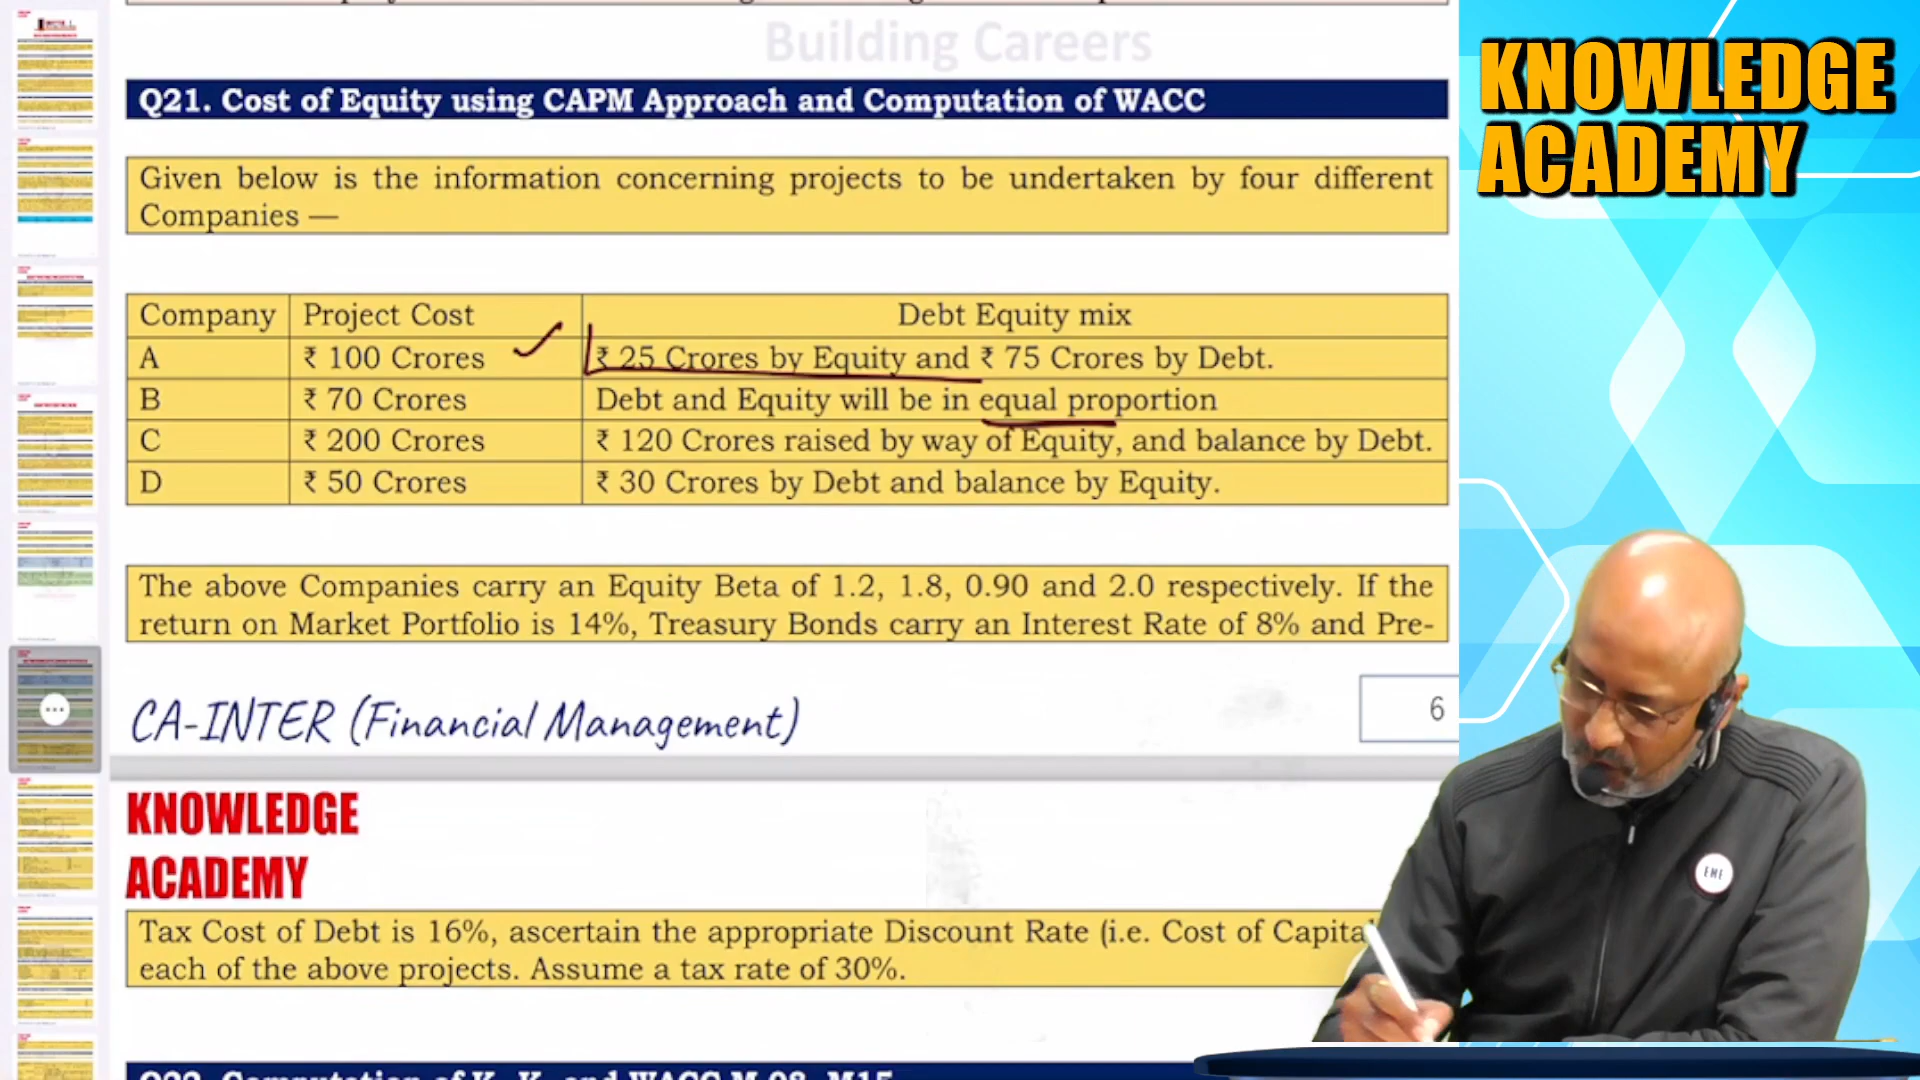 Building Careers
Q21. Cost of Equity using CAPM Approach and Computation of WACC
Given below is the information concerning projects to be undertaken by four different
Companies —
Company Project Cost Debt Equity mix
A ₹ 100 Crores ₹ 25 Crores by Equity and ₹ 75 Crores by Debt.
B ₹ 70 Crores Debt and Equity will be in equal proportion
C ₹ 200 Crores ₹ 120 Crores raised by way of Equity, and balance by Debt.
D ₹ 50 Crores ₹ 30 Crores by Debt and balance by Equity.
The above Companies carry an Equity Beta of 1.2, 1.8, 0.90 and 2.0 respectively. If the
return on Market Portfolio is 14%, Treasury Bonds carry an Interest Rate of 8% and Pre-
CA-INTER (Financial Management)
6
KNOWLEDGE
ACADEMY
Tax Cost of Debt is 16%, ascertain the appropriate Discount Rate (i.e. Cost of Capital
each of the above projects. Assume a tax rate of 30%.
KNOWLEDGE
ACADEMY